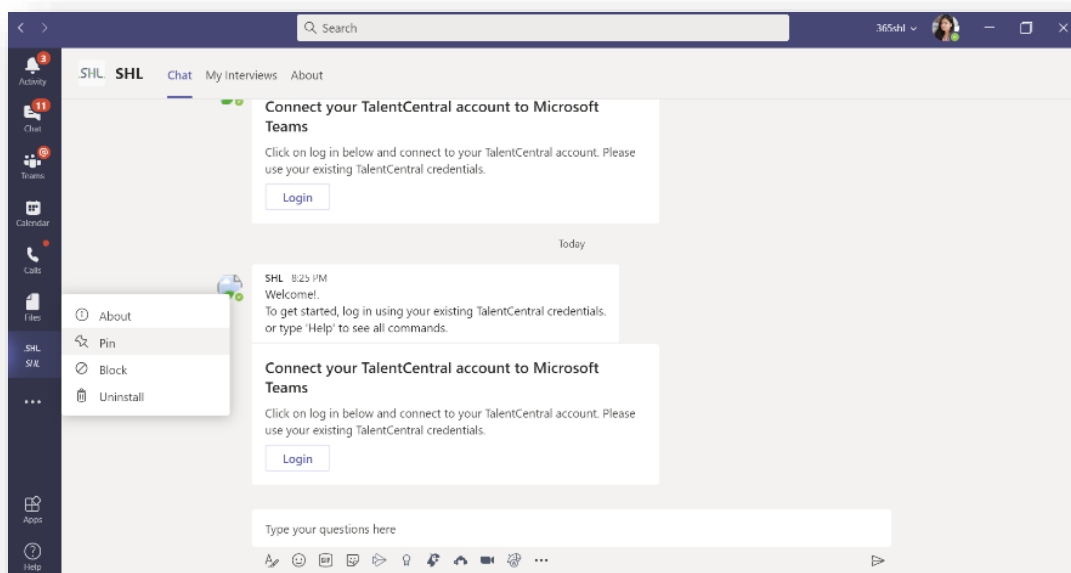 Search
365shl
3
Activity
11
Chat
@
Teams
Calendar
Calls
Files
.SHL.
SHL
Apps
Help
.SHL.
SHL
Chat
My Interviews
About
Connect your TalentCentral account to Microsoft
Teams
Click on log in below and connect to your TalentCentral account. Please
use your existing TalentCentral credentials.
Login
Today
SHL 8:25 PM
Welcome!.
To get started, log in using your existing TalentCentral credentials.
or type 'Help' to see all commands.
About
Pin
Block
Uninstall
Connect your TalentCentral account to Microsoft
Teams
Click on log in below and connect to your TalentCentral account. Please
use your existing TalentCentral credentials.
Login
Type your questions here
GIF